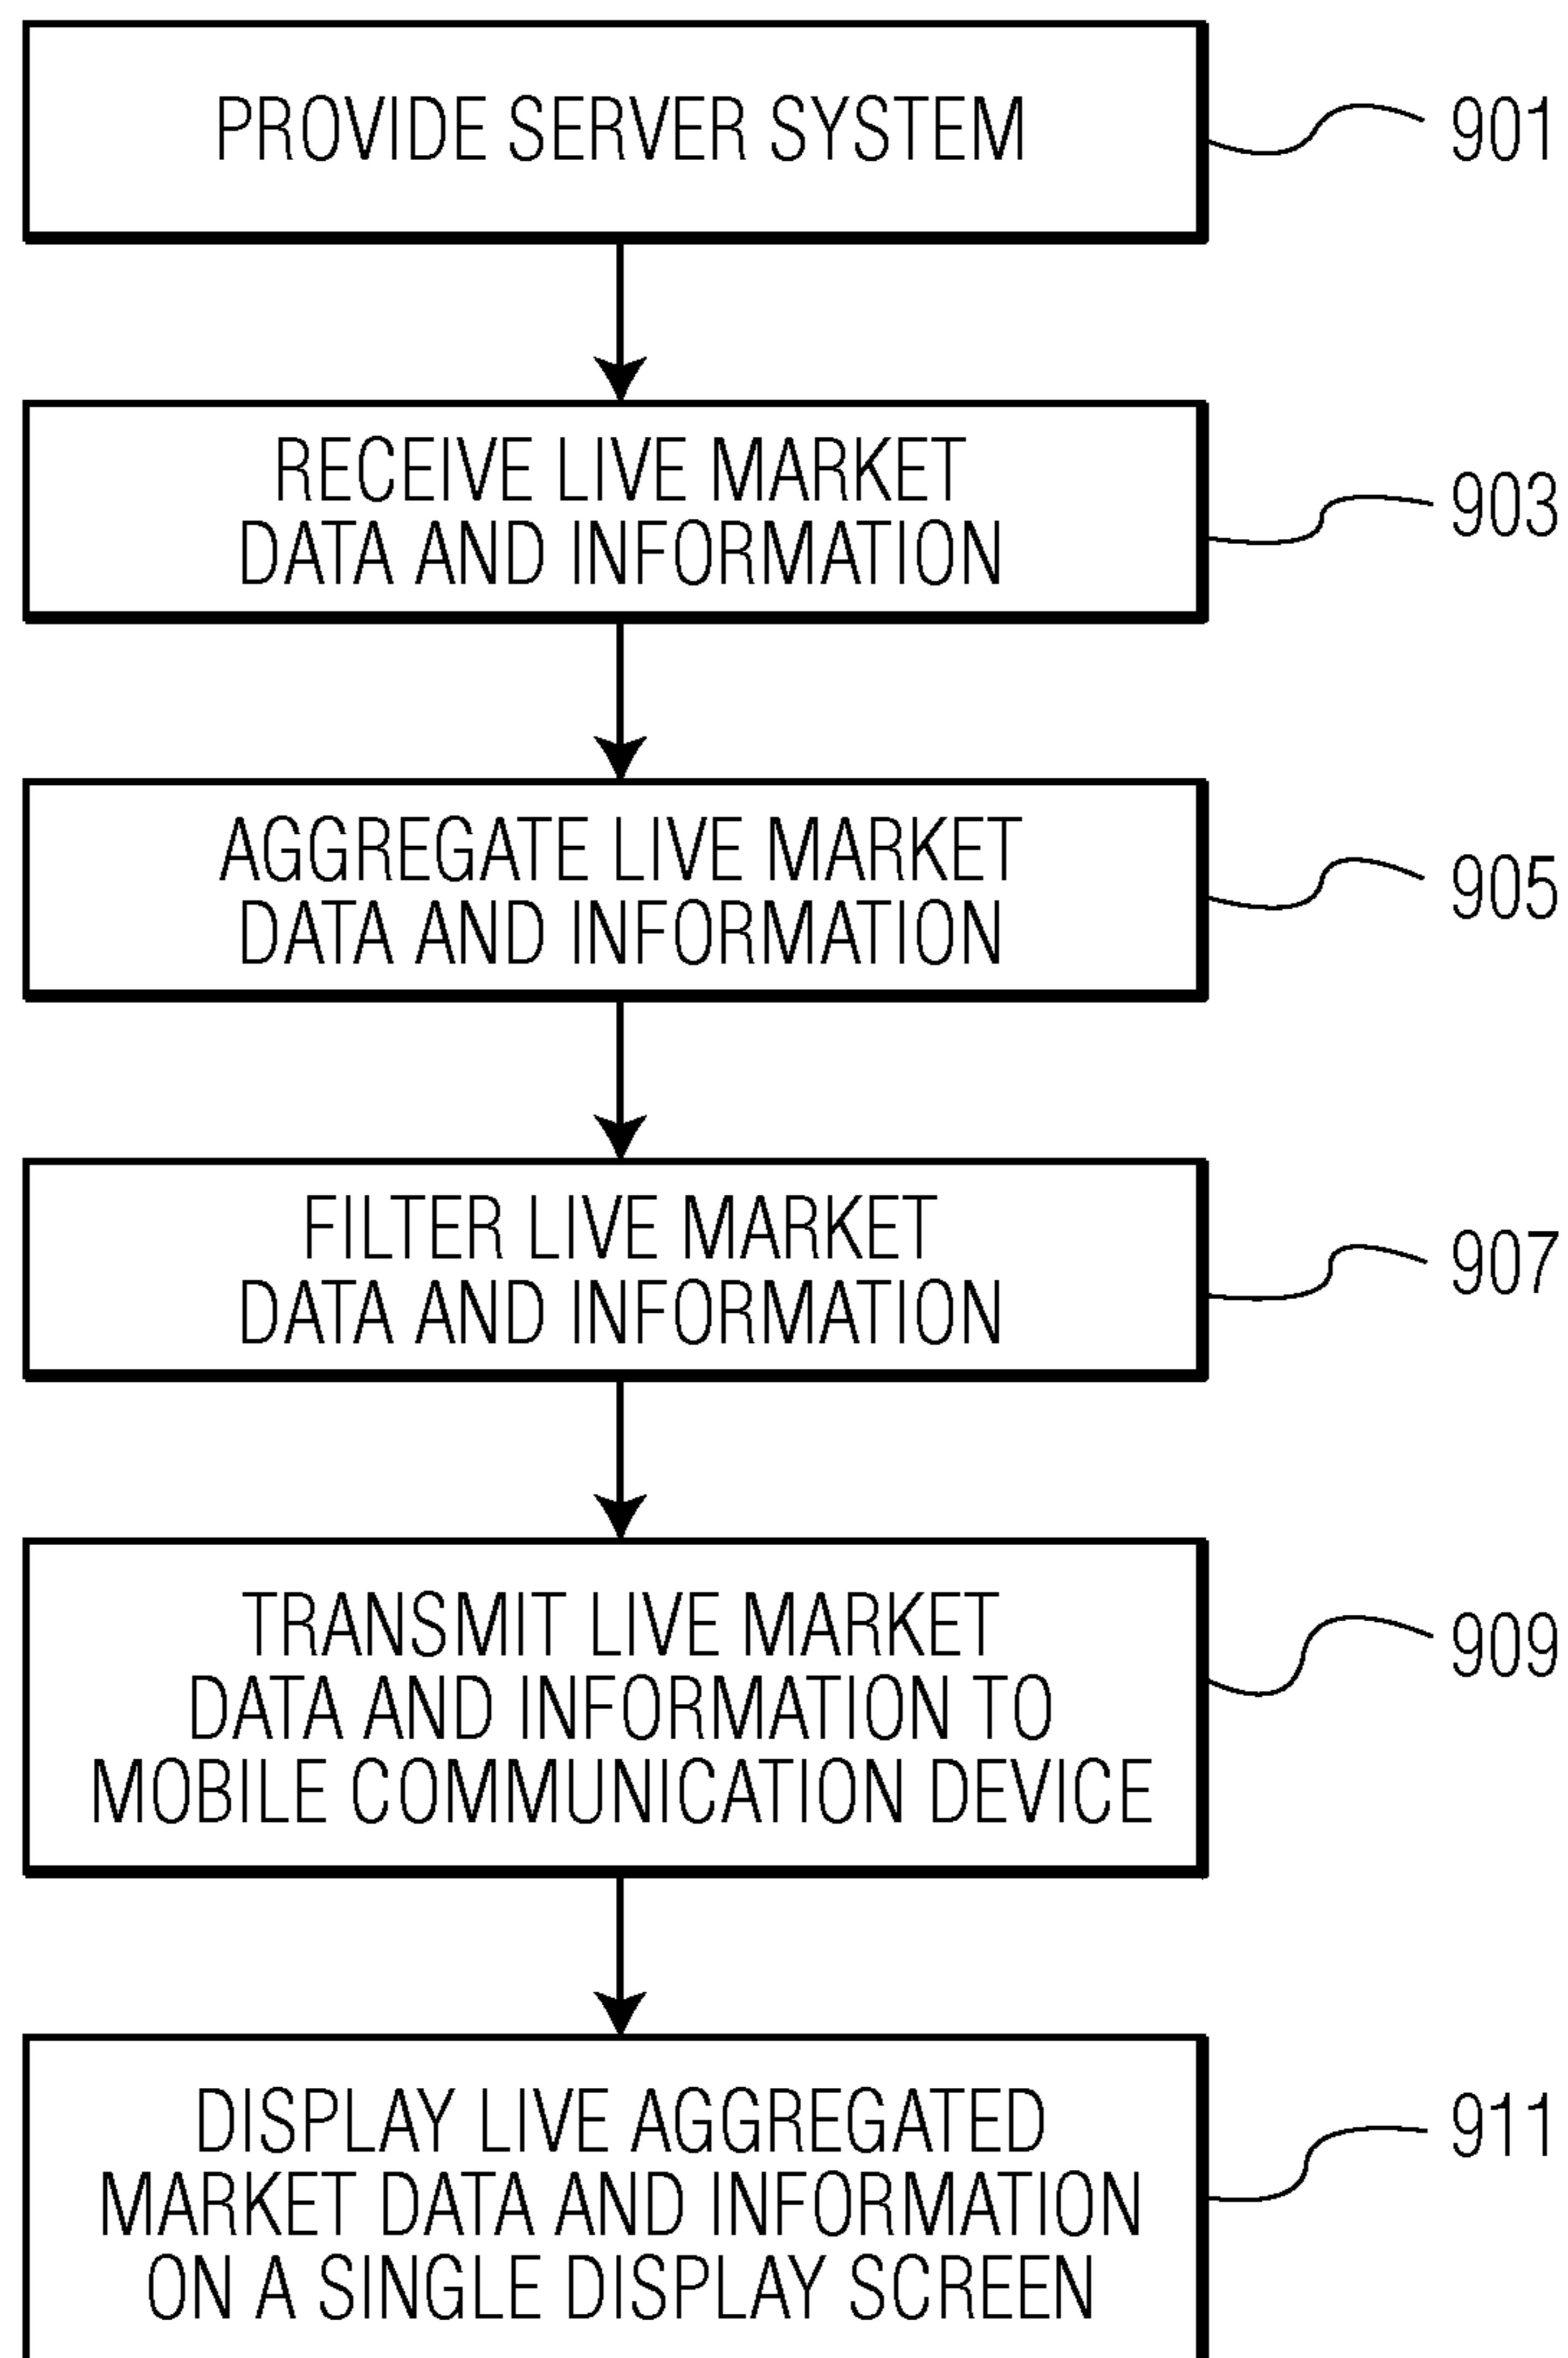 PROVIDE SERVER SYSTEM
901
RECEIVE LIVE MARKET
DATA AND INFORMATION
903
AGGREGATE LIVE MARKET
DATA AND INFORMATION
905
FILTER LIVE MARKET
DATA AND INFORMATION
907
TRANSMIT LIVE MARKET
DATA AND INFORMATION TO
MOBILE COMMUNICATION DEVICE
909
DISPLAY LIVE AGGREGATED
MARKET DATA AND INFORMATION
ON A SINGLE DISPLAY SCREEN
911